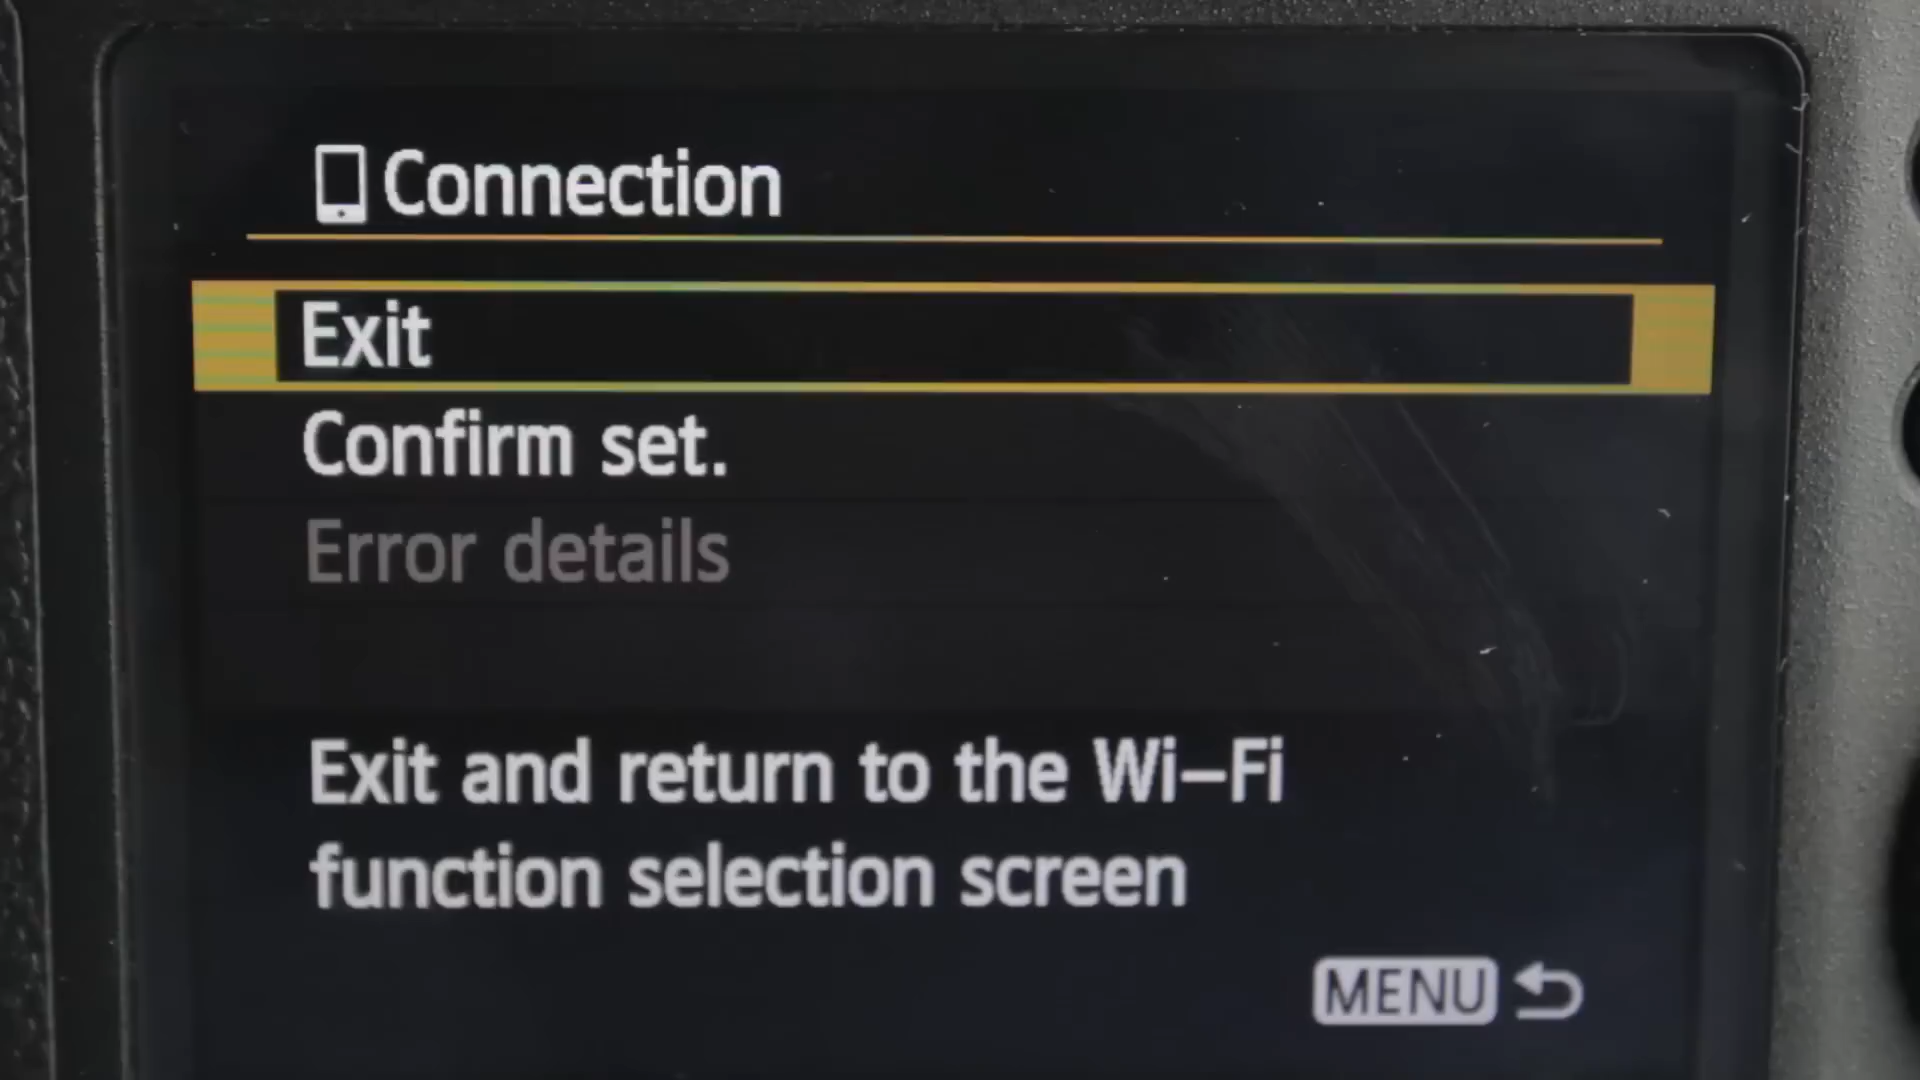 Connection
Exit
Confirm set.
Error details
Exit and return to the Wi-Fi
function selection screen
MENU